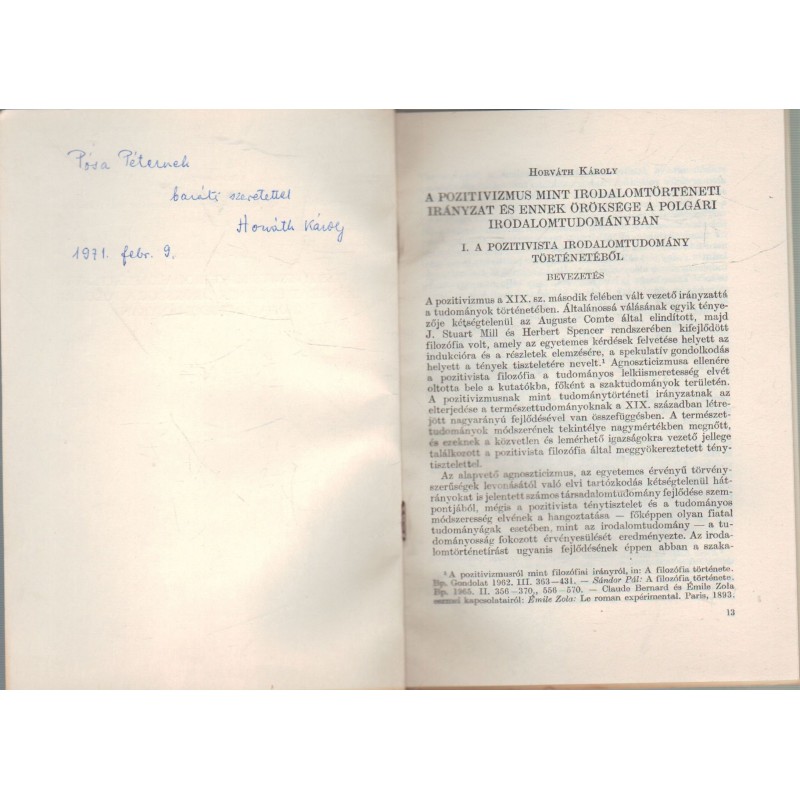 Pósa Péternek
baráti szeretettel
Horváth Károly
1971. febr. 9.
HORVÁTH KÁROLY
A POZITIVIZMUS MINT IRODALOMTÖRTÉNETI
IRÁNYZAT ÉS ENNEK ÖRÖKSÉGE A POLGÁRI
IRODALOMTUDOMÁNYBAN
I. A POZITIVISTA IRODALOMTUDOMÁNY
TÖRTÉNETÉBŐL
BEVEZETÉS
A pozitivizmus a XIX. sz. második felében vált vezető irányzattá
a tudományok történetében. Általánossá válásának egyik ténye-
zője kétségtelenül az Auguste Comte által elindított, majd
J. Stuart Mill és Herbert Spencer rendszerében kifejlődött
filozófia volt, amely az egyetemes kérdések felvetése helyett az
indukcióra és a részletek elemzésére, a spekulatív gondolkodás
helyett a tények tiszteletére nevelt.¹ Agnoszticizmusa ellenére
a pozitivista filozófia a tudományos lelkiismeretesség elvét
oltotta bele a kutatókba, főként a szaktudományok területén.
A pozitivizmusnak mint tudománytörténeti irányzatnak az
elterjedése a természettudományoknak a XIX. században létre-
jött nagyarányú fejlődésével van összefüggésben. A természet-
tudományok módszerének tekintélye nagymértékben megnőtt,
és ezeknek a közvetlen és lemérhető igazságokra vezető jellege
találkozott a pozitivista filozófia által meggyökereztetett tény-
tisztelettel.
Az alapvető agnoszticizmus, az egyetemes érvényű törvény-
szerűségek levonásától való elvi tartózkodás kétségtelenül hát-
rányokat is jelentett számos társadalomtudomány fejlődése szem-
pontjából, mégis a pozitivista ténytisztelet és a tudományos
módszeresség elvének a hangoztatása — főképpen olyan fiatal
tudományágak esetében, mint az irodalomtudomány — a tu-
dományosság fokozott érvényesülését eredményezte. Az iroda-
lomtörténetírást ugyanis fejlődésének éppen abban a szaka-
¹ A pozitivizmusról mint filozófiai irányról, in: A filozófia története.
Bp. Gondolat 1962. III. 363—431. — Sándor Pál: A filozófia története.
Bp. 1965. II. 356—370., 556—570. — Claude Bernard és Émile Zola
eszmei kapcsolatairól: Émile Zola: Le roman expérimental. Paris, 1893.
13